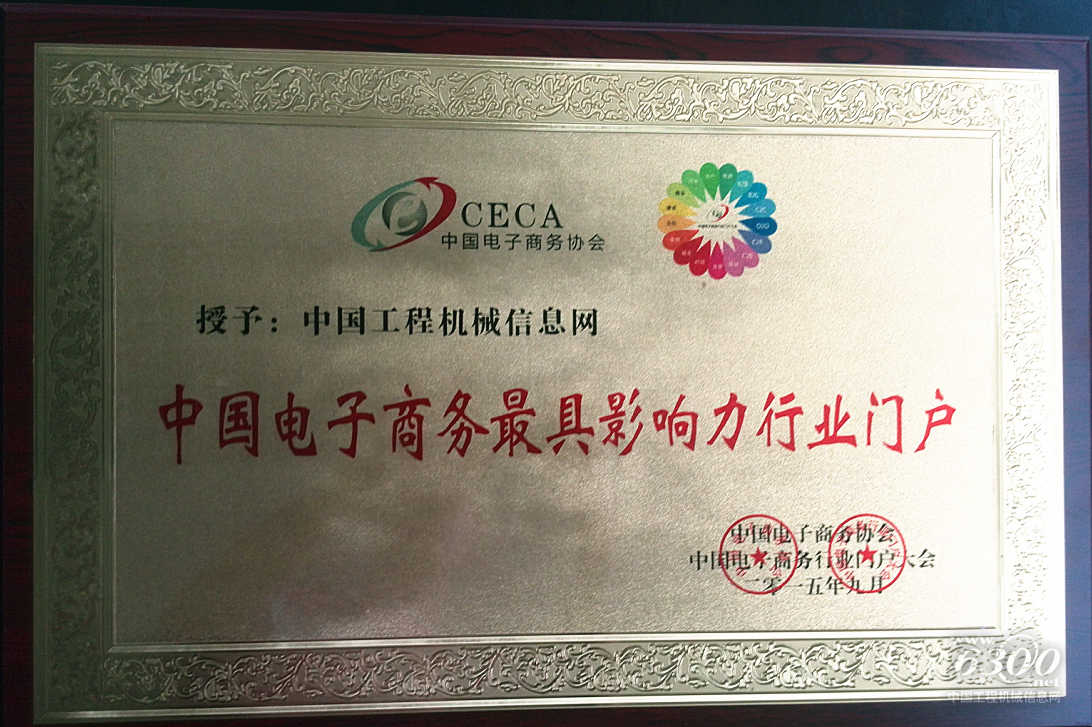 CECA
中国电子商务协会
授予：中国工程机械信息网
中国电子商务最具影响力行业门户
中国电子商务协会
中国电子商务行业门户大会
二零一五年九月
www.
6300
.net
中国工程机械信息网